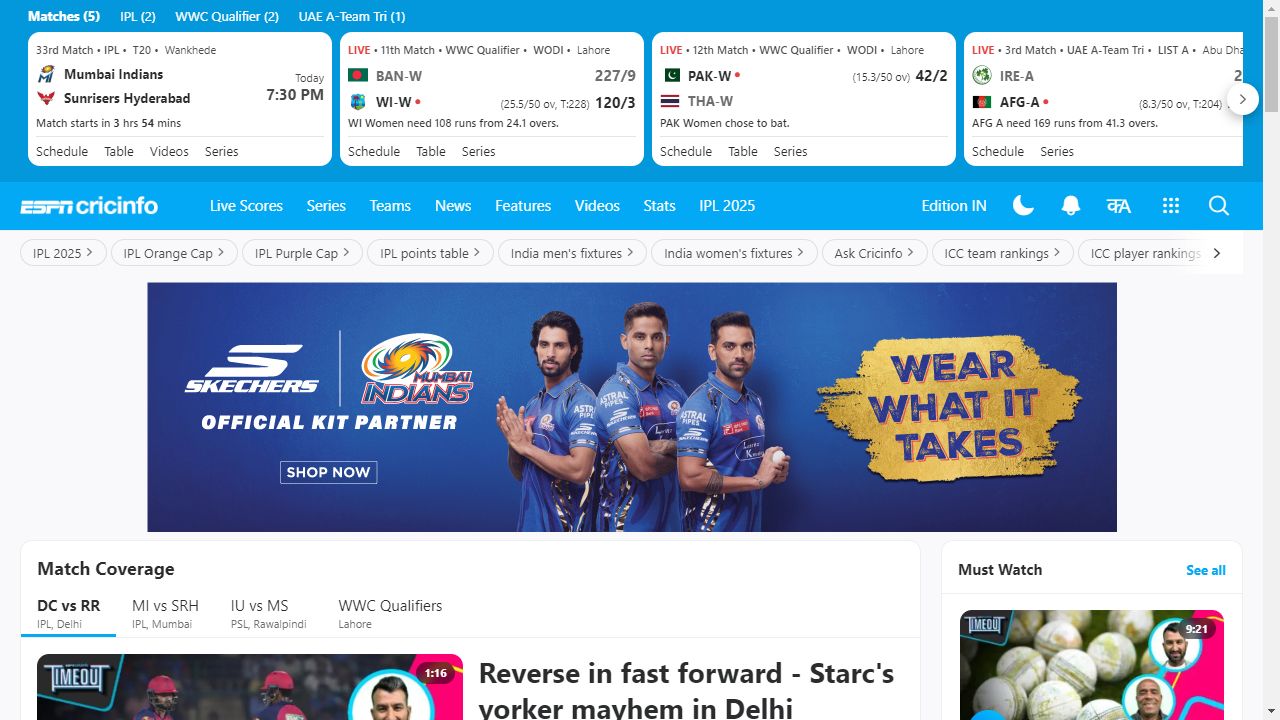 Matches (5) IPL (2) WWC Qualifier (2) UAE A-Team Tri (1)
33rd Match • IPL • T20 • Wankhede
Mumbai Indians
Sunrisers Hyderabad
Today
7:30 PM
Match starts in 3 hrs 54 mins
Schedule Table Videos Series
LIVE • 11th Match • WWC Qualifier • WODI • Lahore
BAN-W 227/9
WI-W • (25.5/50 ov, T:228) 120/3
WI Women need 108 runs from 24.1 overs.
Schedule Table Series
LIVE • 12th Match • WWC Qualifier • WODI • Lahore
PAK-W • (15.3/50 ov) 42/2
THA-W
PAK Women chose to bat.
Schedule Table Series
LIVE • 3rd Match • UAE A-Team Tri • LIST A • Abu Dha
IRE-A 2
AFG-A • (8.3/50 ov, T:204)
AFG A need 169 runs from 41.3 overs.
Schedule Series
ESPN cricinfo Live Scores Series Teams News Features Videos Stats IPL 2025 Edition IN कA
IPL 2025 IPL Orange Cap IPL Purple Cap IPL points table India men's fixtures India women's fixtures Ask Cricinfo ICC team rankings ICC player rankings
SKECHERS
MUMBAI
INDIANS
OFFICIAL KIT PARTNER
SHOP NOW
ASTRAL
PIPES
SKECHERS
ASTRAL
PIPES
SKECHERS
ASTRAL
PIPES
SKECHERS
WEAR
WHAT IT
TAKES
Match Coverage
DC vs RR MI vs SRH IU vs MS WWC Qualifiers
IPL, Delhi IPL, Mumbai PSL, Rawalpindi Lahore
TIMEOUT
1:16
Reverse in fast forward - Starc's
yorker mayhem in Delhi
Must Watch See all
TIMEOUT
9:21